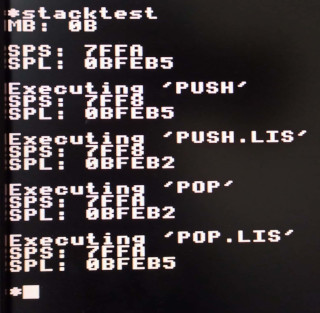 *stacktest
MB: 0B
SPS: 7FFA
SPL: 0BFEB5
Executing 'PUSH'
SPS: 7FF8
SPL: 0BFEB5
Executing 'PUSH.LIS'
SPS: 7FF8
SPL: 0BFEB2
Executing 'POP'
SPS: 7FFA
SPL: 0BFEB2
Executing 'POP.LIS'
SPS: 7FFA
SPL: 0BFEB5
*